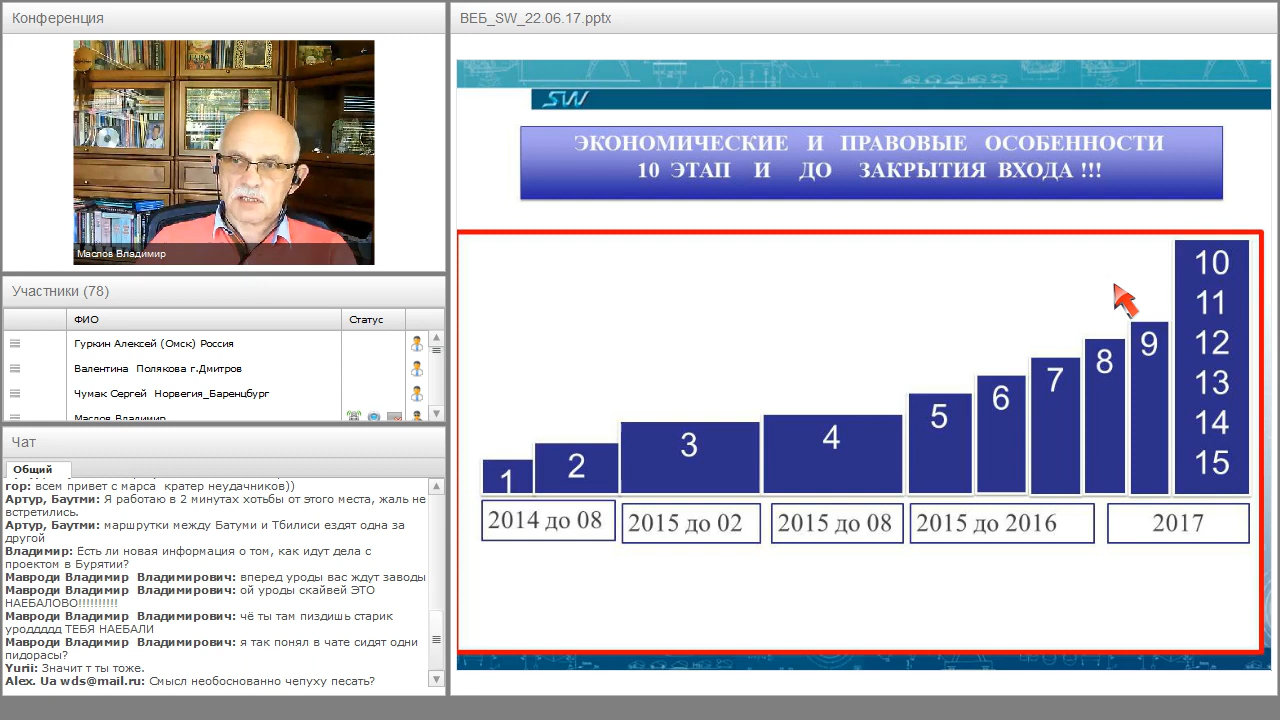 Конференция
Маслов Владимир
Участники (78)
ФИО
Статус
Гуркин Алексей (Омск) Россия
Валентина Полякова г.Дмитров
Чумак Сергей Норвегия_Баренцбург
Маслов Владимир
Чат
Общий
гор: всем привет с марса кратер неудачников))
Артур, Баутми: Я работаю в 2 минутах хотьбы от этого места, жаль не
встретились.
Артур, Баутми: маршрутки между Батуми и Тбилиси ездят одна за
другой
Владимир: Есть ли новая информация о том, как идут дела с
проектом в Бурятии?
Мавроди Владимир Владимирович: вперед уроды вас ждут заводы
Мавроди Владимир Владимирович: ой уроды скайвей ЭТО
НАЕБАЛОВО!!!!!!!!!!
Мавроди Владимир Владимирович: чё ты там пиздишь старик
уроддддд ТЕБЯ НАЕБАЛИ
Мавроди Владимир Владимирович: я так понял в чате сидят одни
пидорасы?
Yurii: Значит т ты тоже.
Alex. Ua wds@mail.ru: Смысл необоснованно чепуху песать?
ВЕБ_SW_22.06.17.pptx
SW
ЭКОНОМИЧЕСКИЕ И ПРАВОВЫЕ ОСОБЕННОСТИ
10 ЭТАП И ДО ЗАКРЫТИЯ ВХОДА !!!
1
2
3
4
5
6
7
8
9
10
11
12
13
14
15
2014 до 08
2015 до 02
2015 до 08
2015 до 2016
2017